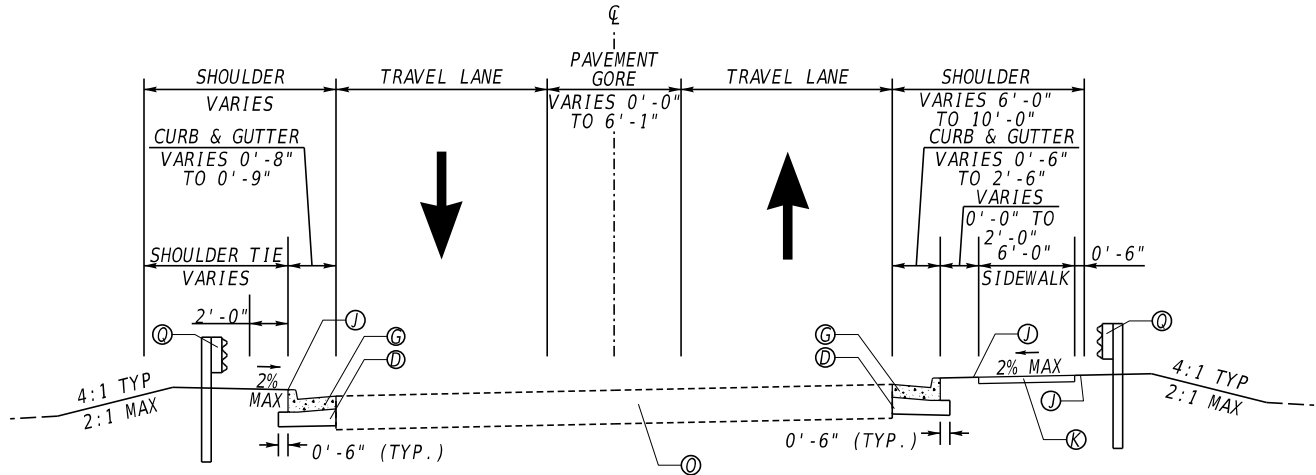 ℄
SHOULDER
VARIES
TRAVEL LANE
PAVEMENT
GORE
VARIES 0'-0"
TO 6'-1"
TRAVEL LANE
SHOULDER
VARIES 6'-0"
TO 10'-0"
CURB & GUTTER
VARIES 0'-8"
TO 0'-9"
CURB & GUTTER
VARIES 0'-6"
TO 2'-6"
VARIES
0'-0" TO
2'-0"
SHOULDER TIE
VARIES
6'-0"
SIDEWALK
0'-6"
2'-0"
Q
J
G
D
2%
MAX
4:1 TYP
2:1 MAX
0'-6" (TYP.)
O
G
D
J
2% MAX
Q
4:1 TYP
2:1 MAX
J
K
0'-6" (TYP.)